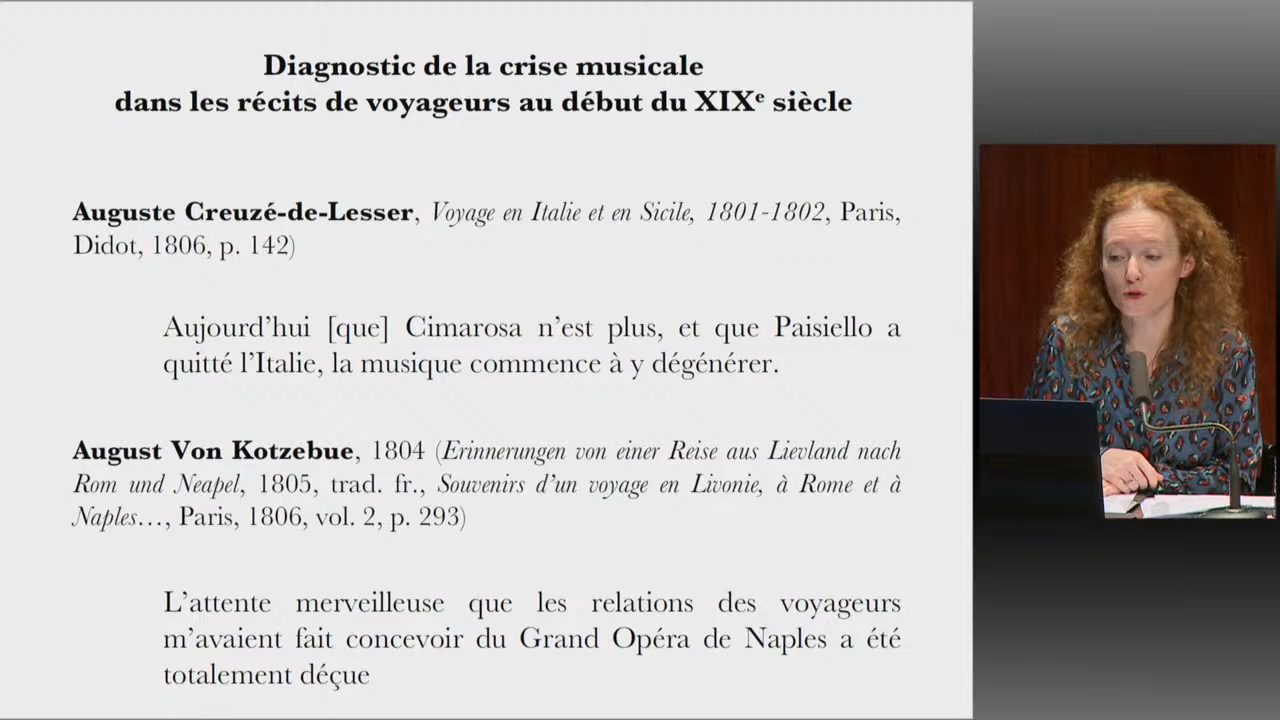 Diagnostic de la crise musicale
dans les récits de voyageurs au début du XIXe siècle
Auguste Creuzé-de-Lesser, Voyage en Italie et en Sicile, 1801-1802, Paris,
Didot, 1806, p. 142)
Aujourd’hui [que] Cimarosa n’est plus, et que Paisiello a
quitté l’Italie, la musique commence à y dégénérer.
August Von Kotzebue, 1804 (Erinnerungen von einer Reise aus Lievland nach
Rom und Neapel, 1805, trad. fr., Souvenirs d’un voyage en Livonie, à Rome et à
Naples…, Paris, 1806, vol. 2, p. 293)
L’attente merveilleuse que les relations des voyageurs
m’avaient fait concevoir du Grand Opéra de Naples a été
totalement déçue